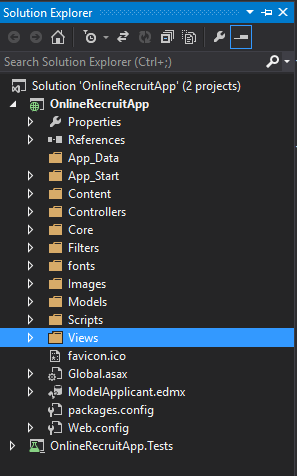 Solution Explorer
Search Solution Explorer (Ctrl+;)
Solution 'OnlineRecruitApp' (2 projects)
OnlineRecruitApp
Properties
References
App_Data
App_Start
Content
Controllers
Core
Filters
fonts
Images
Models
Scripts
Views
favicon.ico
Global.asax
ModelApplicant.edmx
packages.config
Web.config
OnlineRecruitApp.Tests